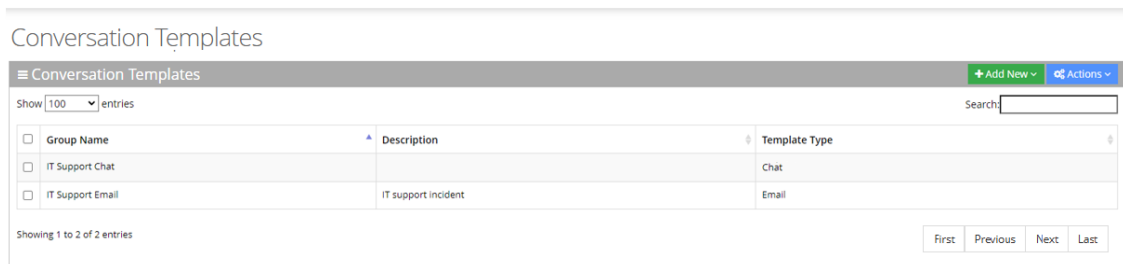 Conversation Templates
Conversation Templates
Add New
Actions
Show 100 entries
Search:
Group Name Description Template Type
IT Support Chat Chat
IT Support Email IT support incident Email
Showing 1 to 2 of 2 entries
First Previous Next Last